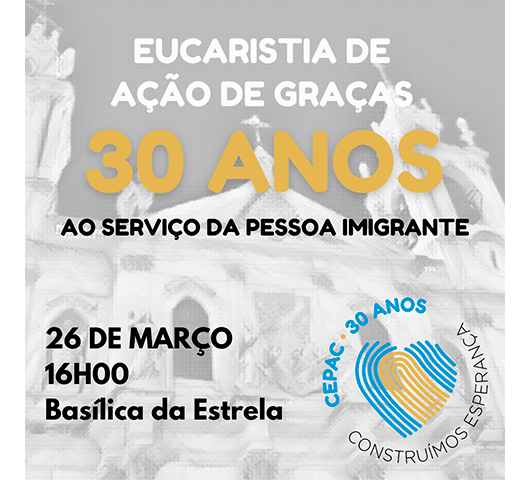 EUCARISTIA DE
AÇÃO DE GRAÇAS
30 ANOS
AO SERVIÇO DA PESSOA IMIGRANTE
26 DE MARÇO
16H00
Basílica da Estrela
CEPAC · 30 ANOS
CONSTRUÍMOS ESPERANÇA